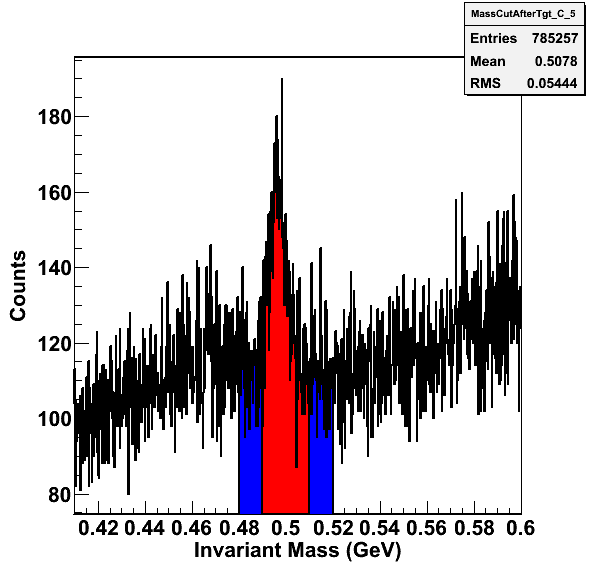 MassCutAfterTgt_C_5
Entries 785257
Mean 0.5078
RMS 0.05444
180
160
140
120
100
80
Counts
0.42 0.44 0.46 0.48 0.5 0.52 0.54 0.56 0.58 0.6
Invariant Mass (GeV)